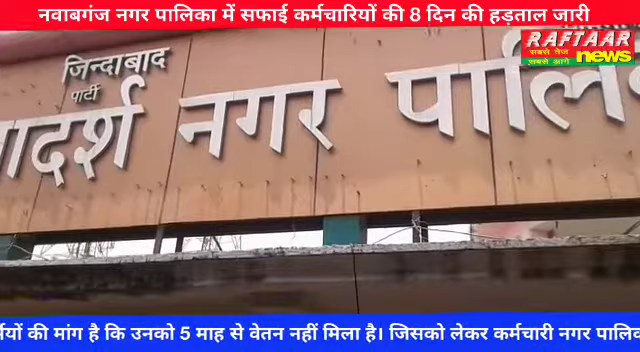 नवाबगंज नगर पालिका में सफाई कर्मचारियों की 8 दिन की हड़ताल जारी
RAFTAAR
सबसे तेज
सबसे आगे
news
जिन्दाबाद
पार्टी
आदर्श नगर पालि
की मांग है कि उनको 5 माह से वेतन नहीं मिला है। जिसको लेकर कर्मचारी नगर